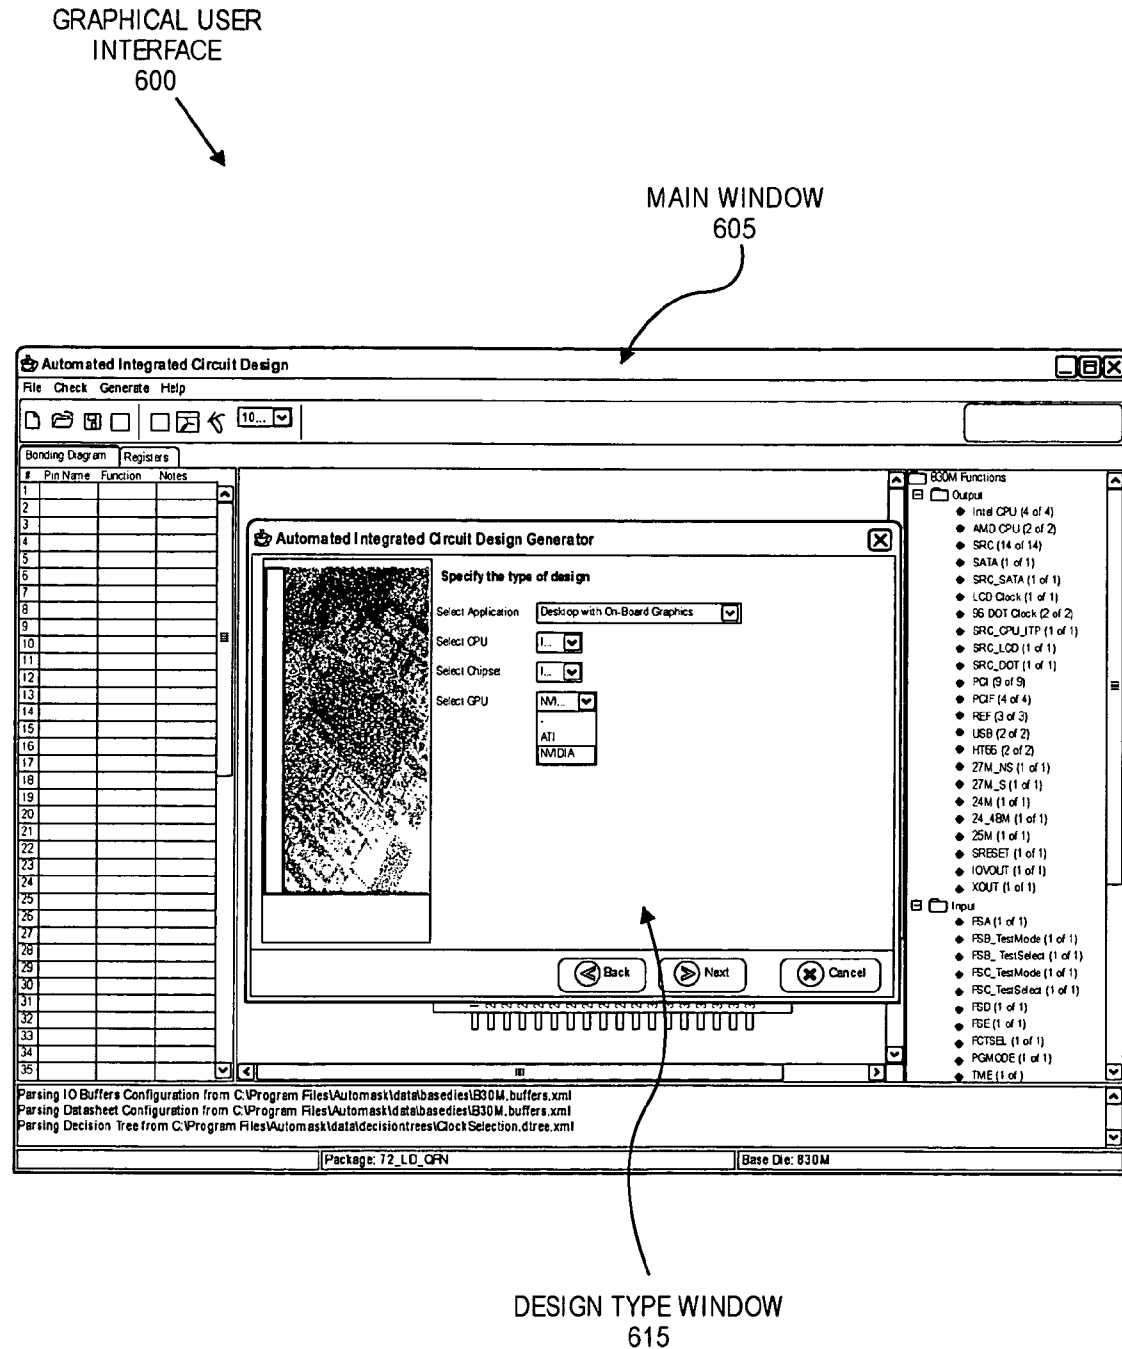 GRAPHICAL USER
INTERFACE
600
MAIN WINDOW
605
Automated Integrated Circuit Design
File Check Generate Help
10...
Bonding Diagram Registers
# Pin Name Function Notes
1
2
3
4
5
6
7
8
9
10
11
12
13
14
15
16
17
18
19
20
21
22
23
24
25
26
27
28
29
30
31
32
33
34
35
Automated Integrated Circuit Design Generator
Specify the type of design
Select Application Desktop with On-Board Graphics
Select CPU I...
Select Chipset I...
Select GPU NVI...
-
ATI
NVIDIA
Back Next Cancel
830M Functions
Output
Intel CPU (4 of 4)
AMD CPU (2 of 2)
SRC (14 of 14)
SATA (1 of 1)
SRC_SATA (1 of 1)
LCD Clock (1 of 1)
96 DOT Clock (2 of 2)
SRC_CPU_ITP (1 of 1)
SRC_LCD (1 of 1)
SRC_DOT (1 of 1)
PCI (9 of 9)
PCIF (4 of 4)
REF (3 of 3)
USB (2 of 2)
HT66 (2 of 2)
27M_NS (1 of 1)
27M_S (1 of 1)
24M (1 of 1)
24_48M (1 of 1)
25M (1 of 1)
SRESET (1 of 1)
IOVOUT (1 of 1)
XOUT (1 of 1)
Input
FSA (1 of 1)
FSB_TestMode (1 of 1)
FSB_ TestSelect (1 of 1)
FSC_TestMode (1 of 1)
FSC_TestSelect (1 of 1)
FSD (1 of 1)
FSE (1 of 1)
FCTSEL (1 of 1)
PGMODE (1 of 1)
TME (1 of )
Parsing IO Buffers Configuration from C:\Program Files\Automask\data\basedies\B30M.buffers.xml
Parsing Datasheet Configuration from C:\Program Files\Automask\data\basedies\B30M.buffers.xml
Parsing Decision Tree from C:\Program Files\Automask\data\decisiontrees\ClockSelection.dtree.xml
Package: 72_LD_QFN
Base Die: 830M
DESIGN TYPE WINDOW
615